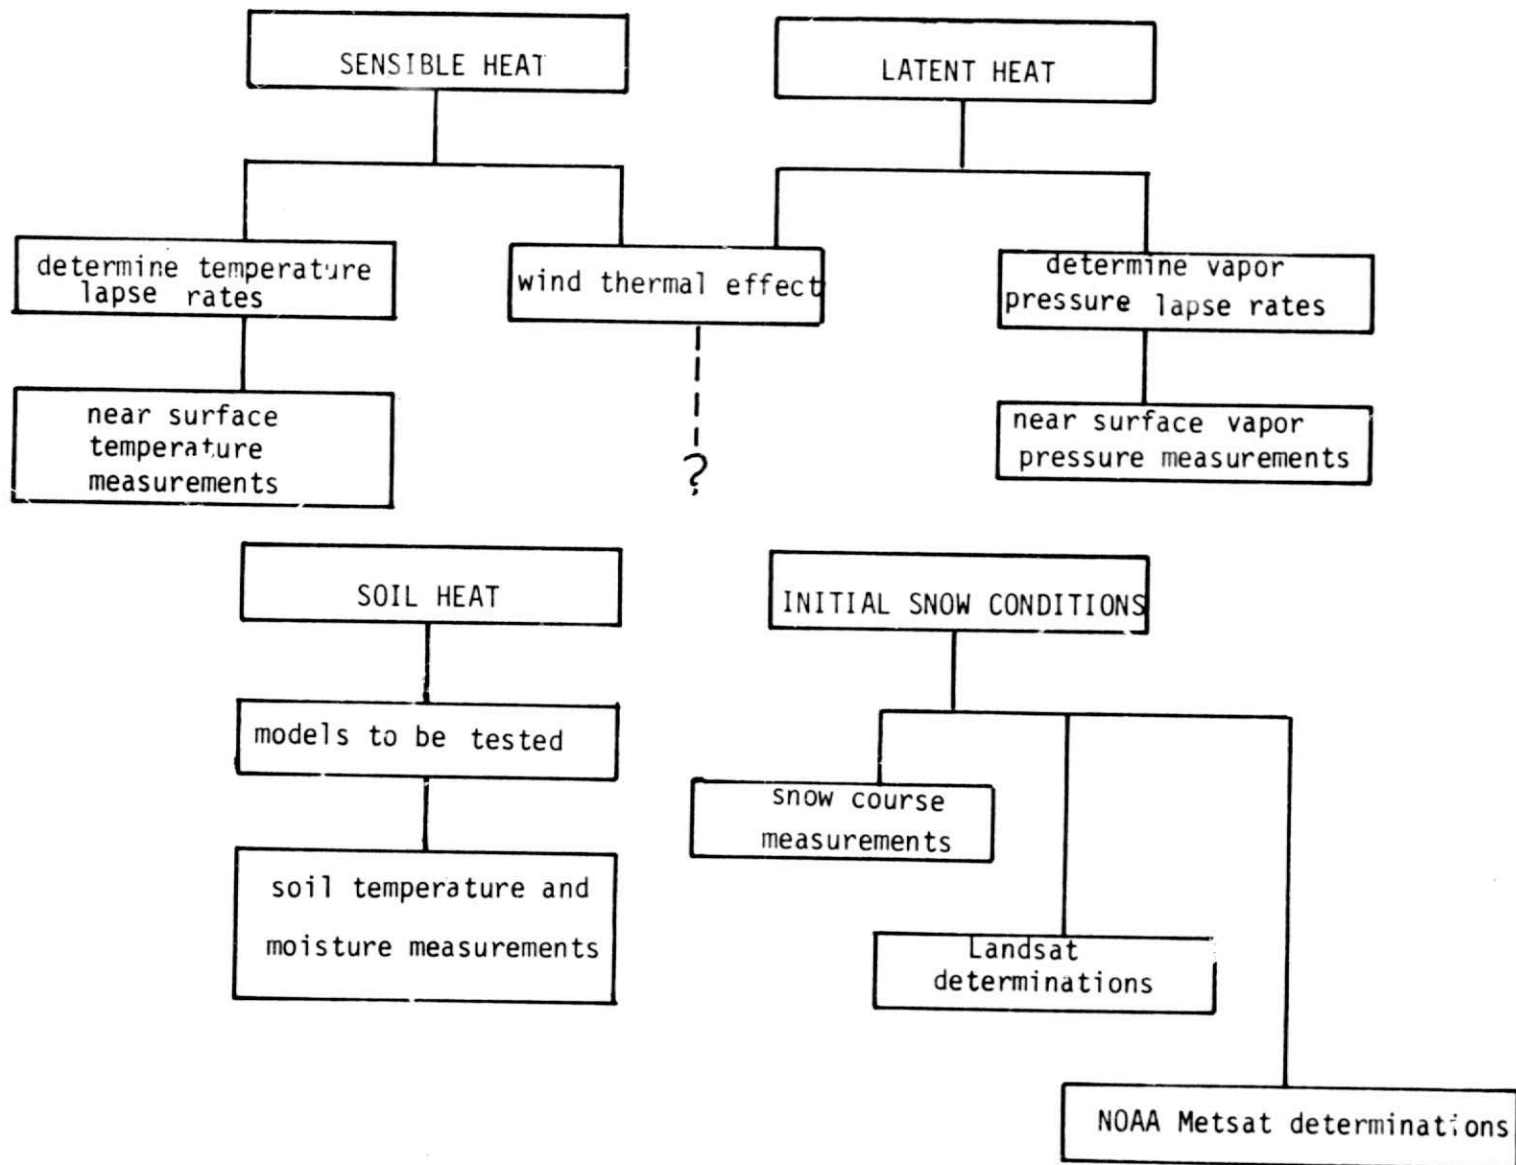 SENSIBLE HEAT
LATENT HEAT
determine temperature
lapse rates
wind thermal effect
determine vapor
pressure lapse rates
near surface
temperature
measurements
near surface vapor
pressure measurements
?
SOIL HEAT
INITIAL SNOW CONDITIONS
models to be tested
snow course
measurements
soil temperature and
moisture measurements
Landsat
determinations
NOAA Metsat determinations